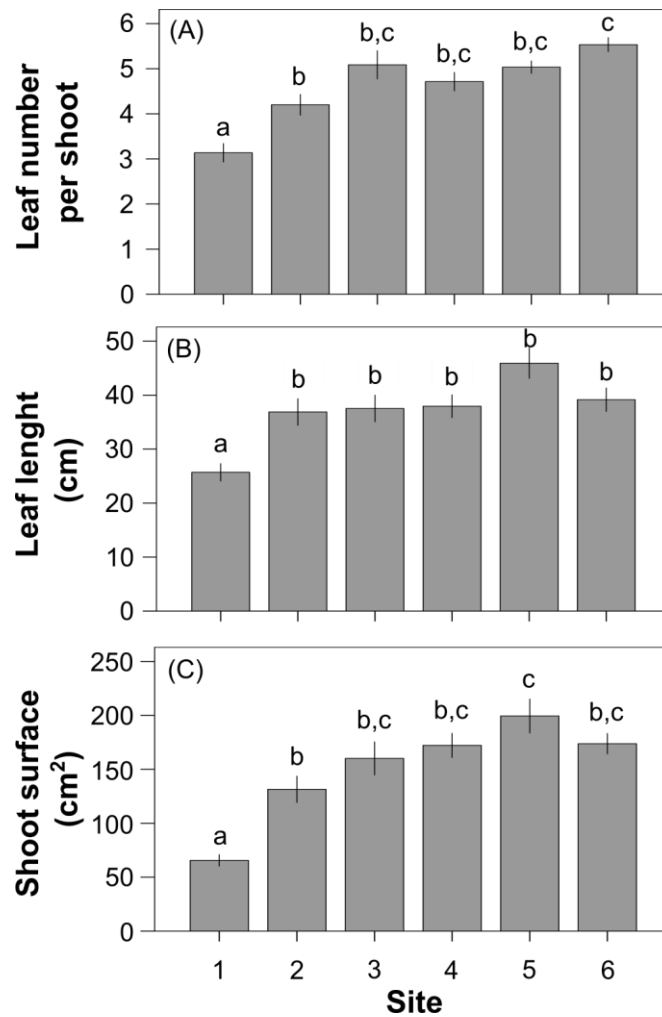 (A)
Leaf number
per shoot
6
5
4
3
2
1
0
a
b
b,c
b,c
b,c
c
(B)
Leaf lenght
(cm)
50
40
30
20
10
0
a
b
b
b
b
b
(C)
Shoot surface
(cm²)
250
200
150
100
50
0
a
b
b,c
b,c
c
b,c
1 2 3 4 5 6
Site